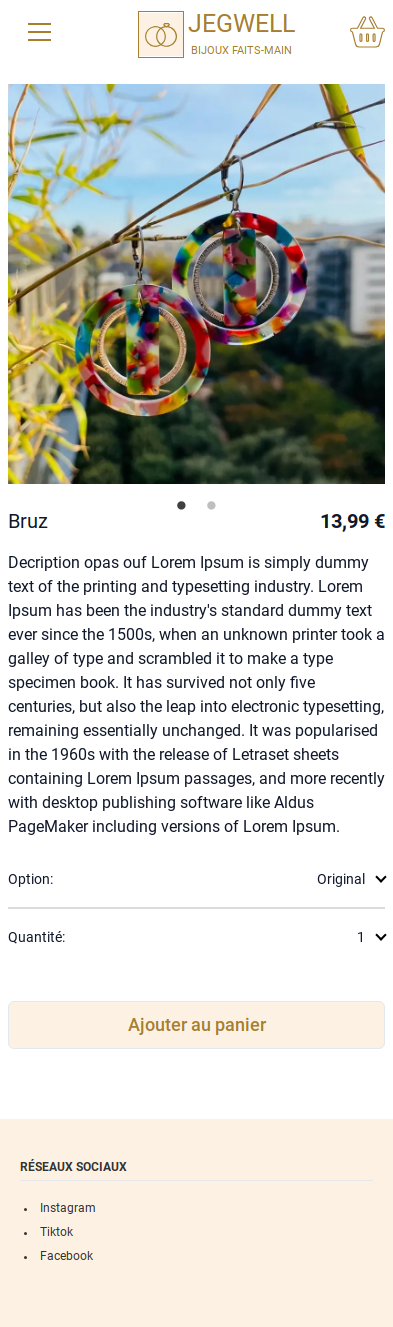 JEGWELL
BIJOUX FAITS-MAIN
Bruz
13,99 €
Decription opas ouf Lorem Ipsum is simply dummy
text of the printing and typesetting industry. Lorem
Ipsum has been the industry's standard dummy text
ever since the 1500s, when an unknown printer took a
galley of type and scrambled it to make a type
specimen book. It has survived not only five
centuries, but also the leap into electronic typesetting,
remaining essentially unchanged. It was popularised
in the 1960s with the release of Letraset sheets
containing Lorem Ipsum passages, and more recently
with desktop publishing software like Aldus
PageMaker including versions of Lorem Ipsum.
Option:
Original
Quantité:
1
Ajouter au panier
RÉSEAUX SOCIAUX
Instagram
Tiktok
Facebook